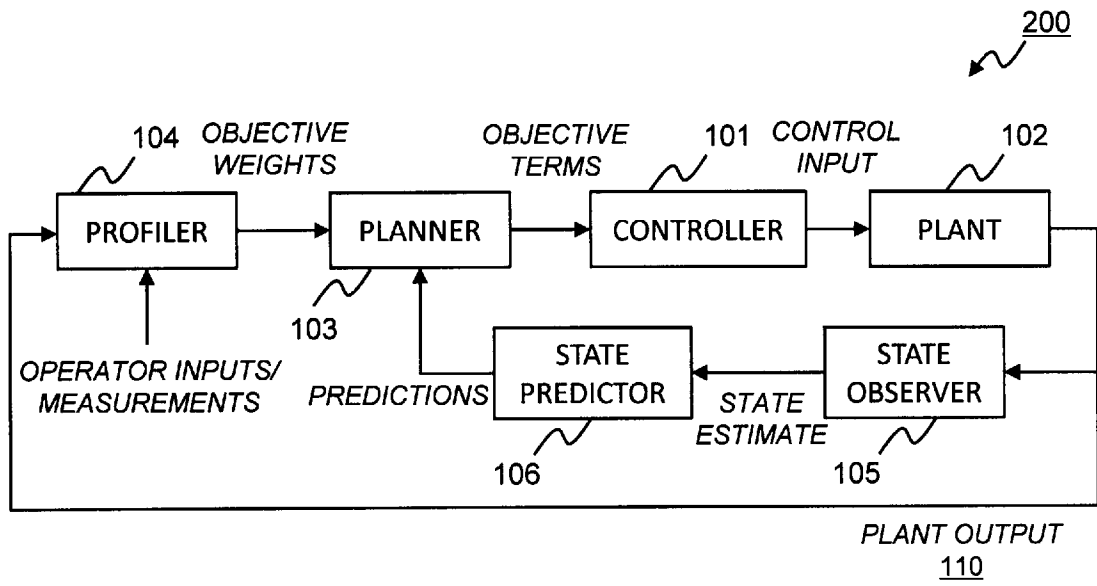 200
104
OBJECTIVE
WEIGHTS
OBJECTIVE
TERMS
101
CONTROL
INPUT
102
PROFILER
PLANNER
CONTROLLER
PLANT
103
OPERATOR INPUTS/
MEASUREMENTS
PREDICTIONS
STATE
PREDICTOR
106
STATE
ESTIMATE
STATE
OBSERVER
105
PLANT OUTPUT
110